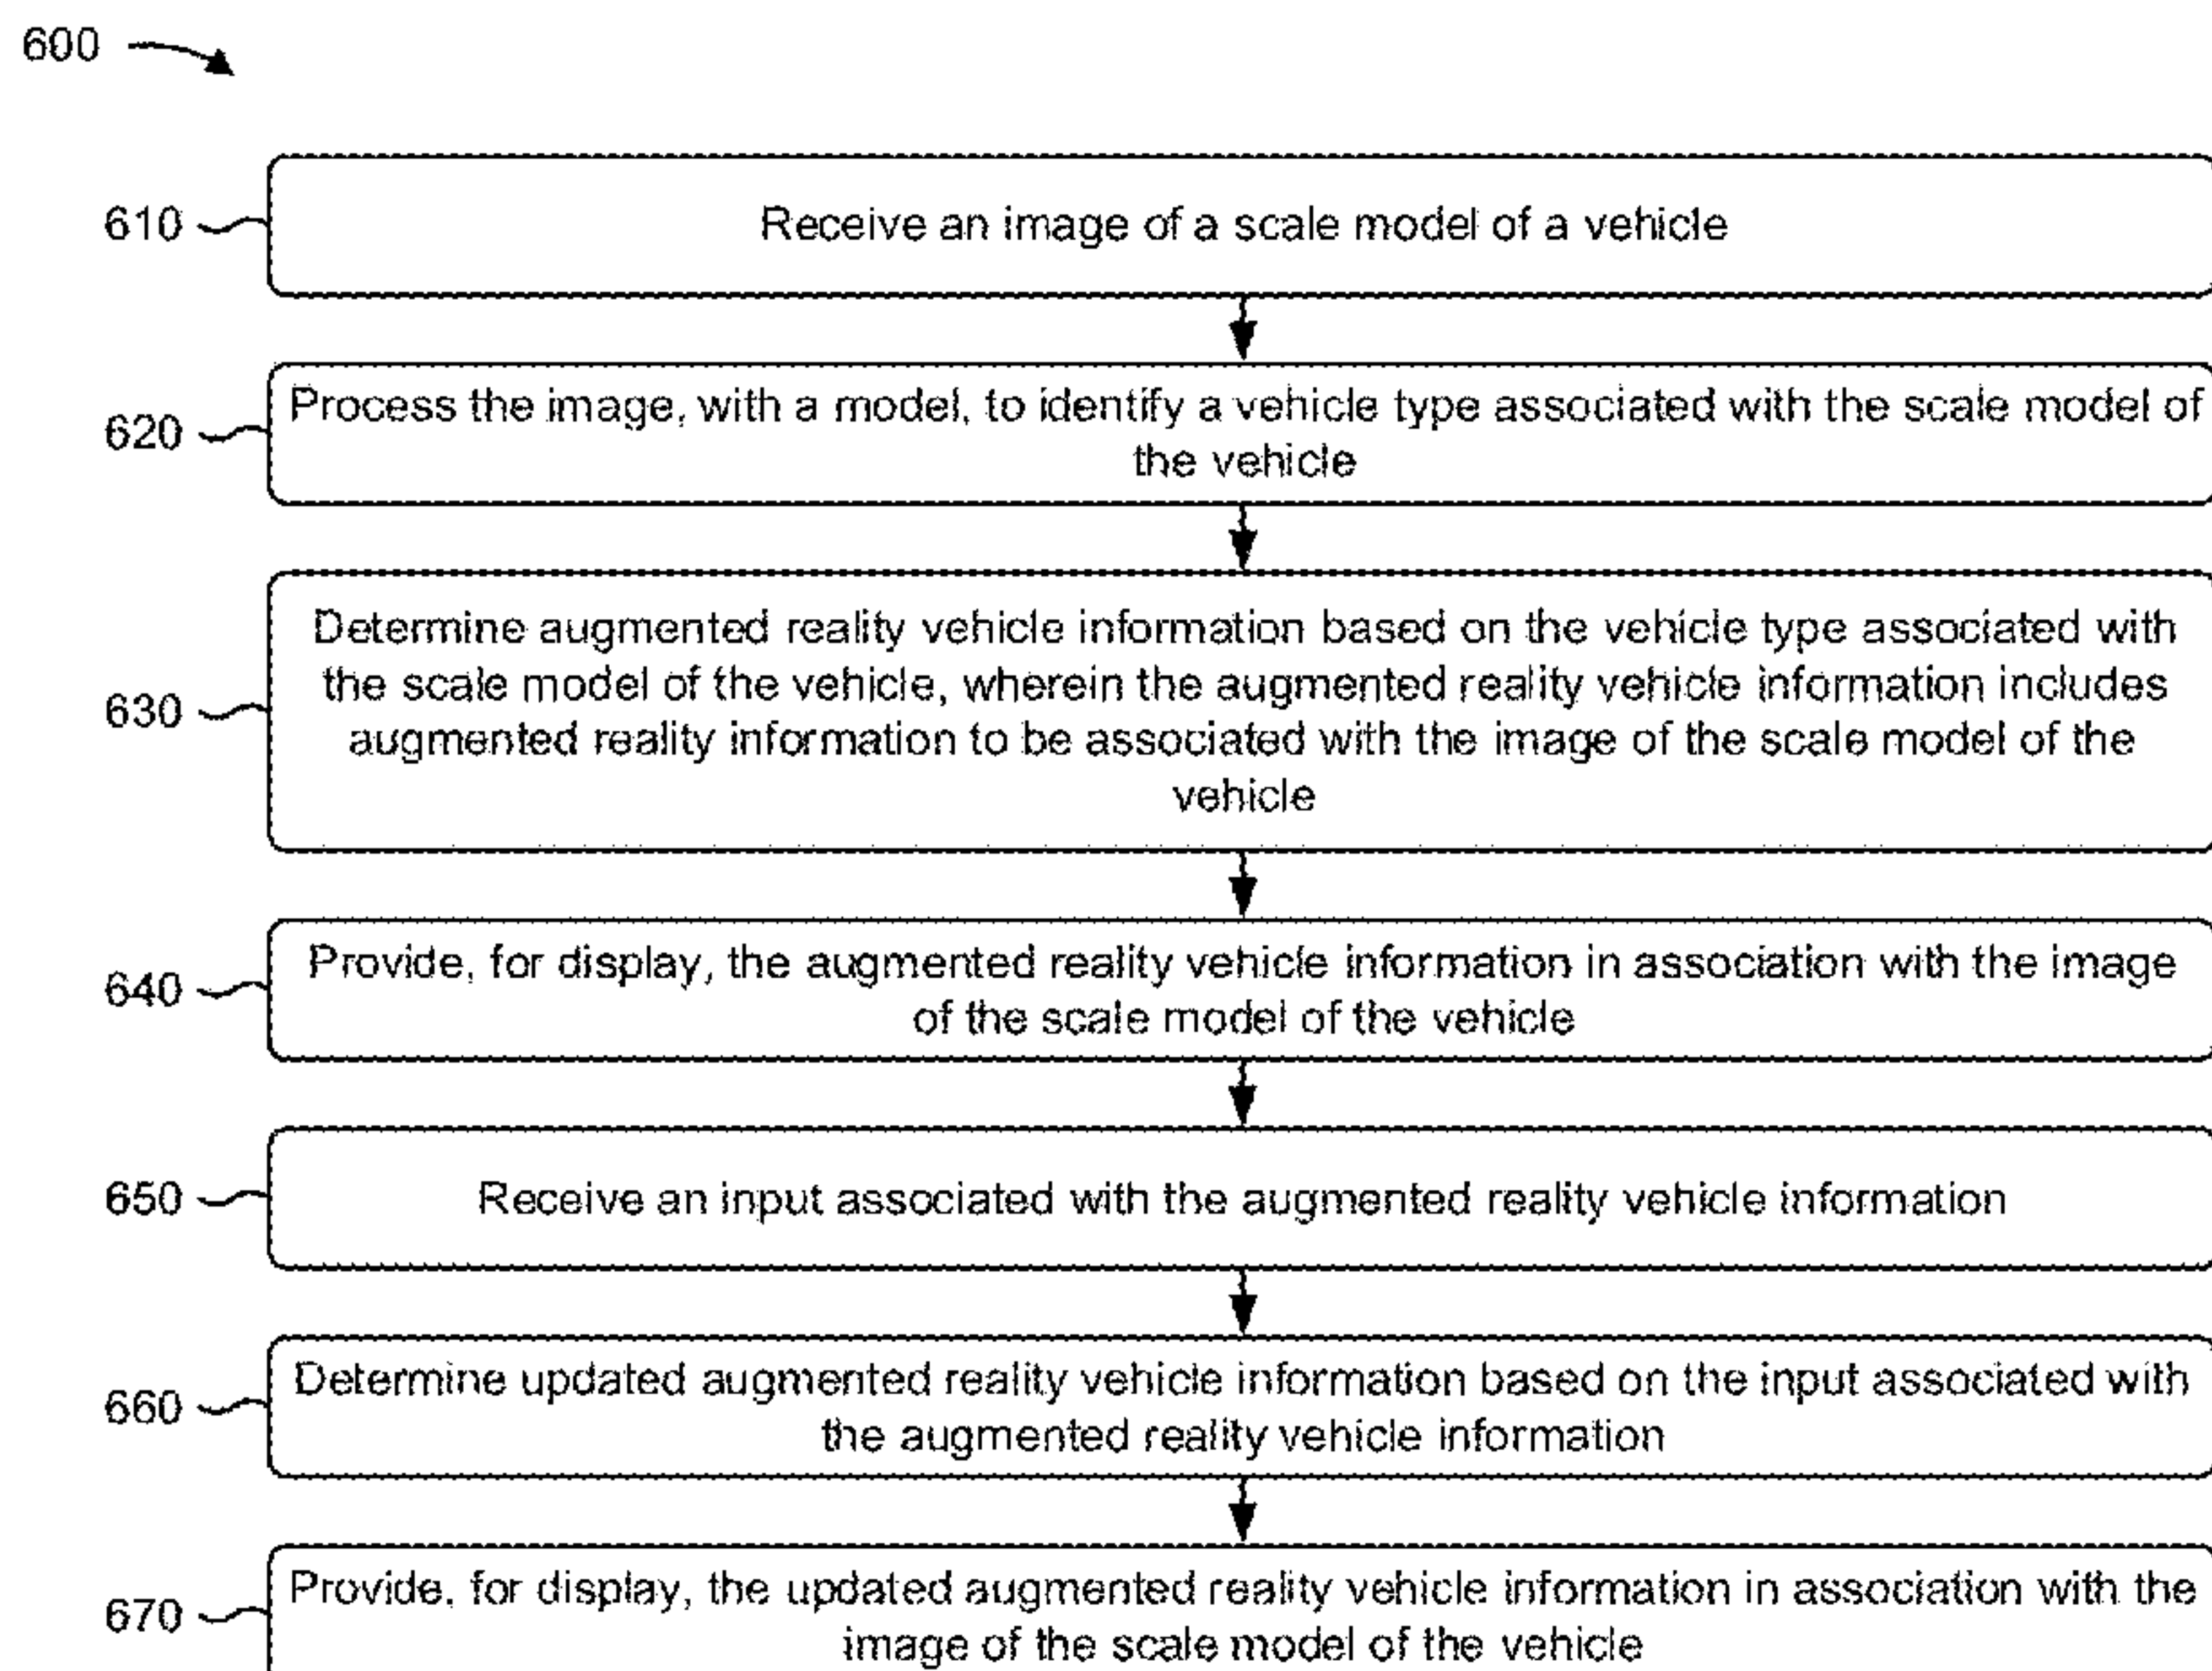 600
610
Receive an image of a scale model of a vehicle
620
Process the image, with a model, to identify a vehicle type associated with the scale model of
the vehicle
630
Determine augmented reality vehicle information based on the vehicle type associated with
the scale model of the vehicle, wherein the augmented reality vehicle information includes
augmented reality information to be associated with the image of the scale model of the
vehicle
640
Provide, for display, the augmented reality vehicle information in association with the image
of the scale model of the vehicle
650
Receive an input associated with the augmented reality vehicle information
660
Determine updated augmented reality vehicle information based on the input associated with
the augmented reality vehicle information
670
Provide, for display, the updated augmented reality vehicle information in association with the
image of the scale model of the vehicle